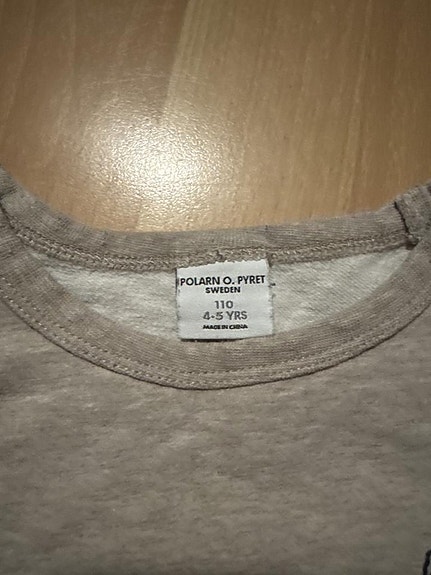 POLARN O. PYRET
SWEDEN
110
4-5 YRS
MADE IN CHINA